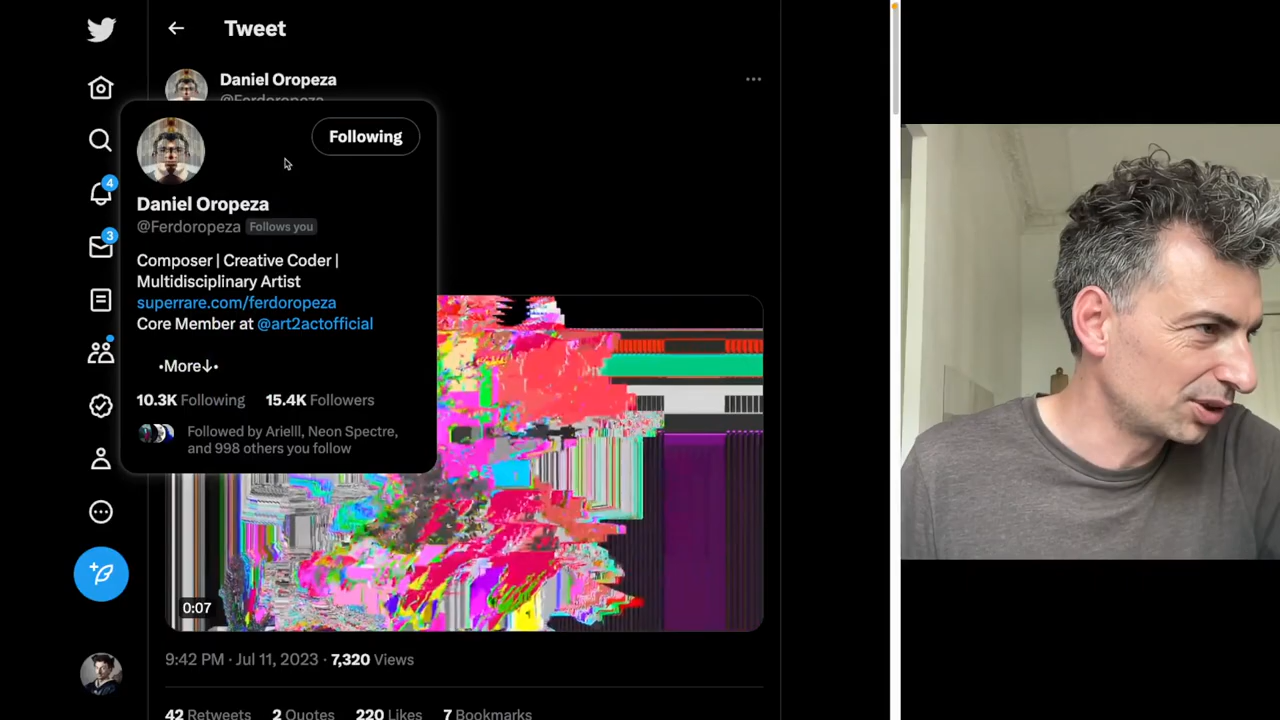 Tweet
Daniel Oropeza
@Ferdoropeza
Following
4
Daniel Oropeza
@Ferdoropeza Follows you
3
Composer | Creative Coder |
Multidisciplinary Artist
superrare.com/ferdoropeza
Core Member at @art2actofficial
•More↓•
10.3K Following 15.4K Followers
Followed by Arielll, Neon Spectre,
and 998 others you follow
0:07
9:42 PM · Jul 11, 2023 · 7,320 Views
42 Retweets 2 Quotes 220 Likes 7 Bookmarks